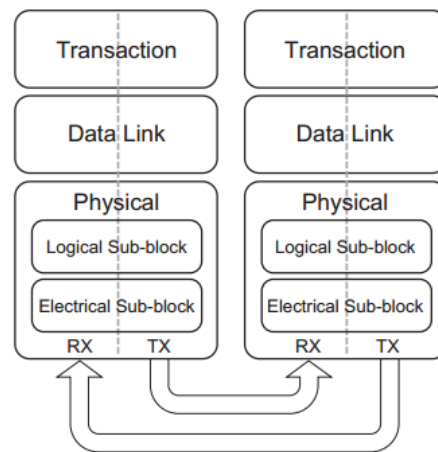 Transaction
Data Link
Physical
Logical Sub-block
Electrical Sub-block
RX TX
Transaction
Data Link
Physical
Logical Sub-block
Electrical Sub-block
RX TX